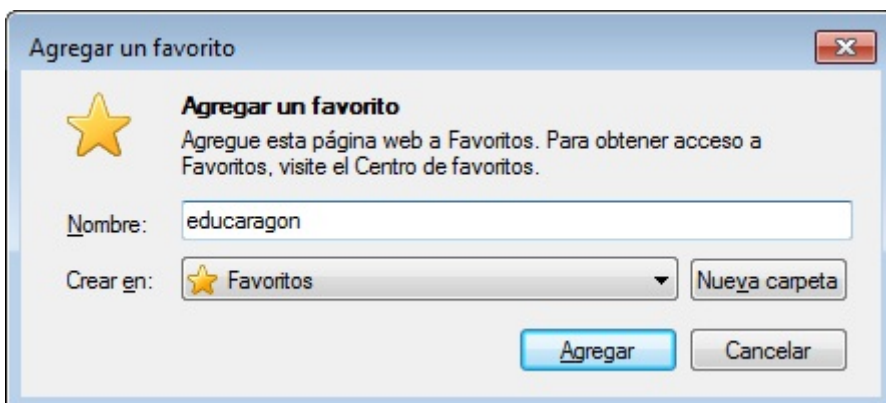 Agregar un favorito
Agregar un favorito
Agregue esta página web a Favoritos. Para obtener acceso a
Favoritos, visite el Centro de favoritos.
Nombre: educaragon
Crear en: Favoritos Nueva carpeta
Agregar Cancelar